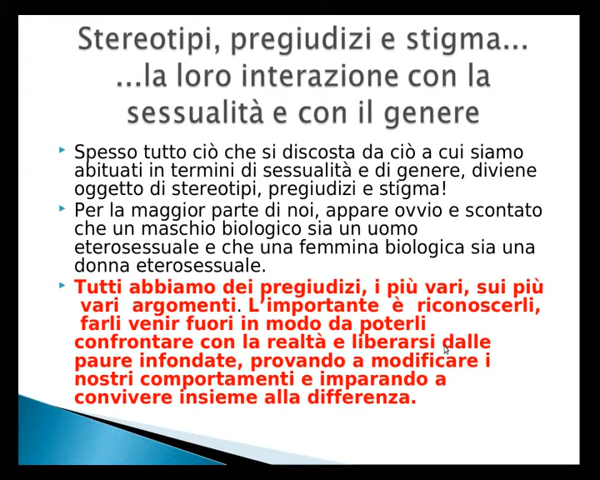 Stereotipi, pregiudizi e stigma...
...la loro interazione con la
sessualità e con il genere
Spesso tutto ciò che si discosta da ciò a cui siamo
abituati in termini di sessualità e di genere, diviene
oggetto di stereotipi, pregiudizi e stigma!
Per la maggior parte di noi, appare ovvio e scontato
che un maschio biologico sia un uomo
eterosessuale e che una femmina biologica sia una
donna eterosessuale.
Tutti abbiamo dei pregiudizi, i più vari, sui più
vari argomenti. L'importante è riconoscerli,
farli venir fuori in modo da poterli
confrontare con la realtà e liberarsi dalle
paure infondate, provando a modificare i
nostri comportamenti e imparando a
convivere insieme alla differenza.